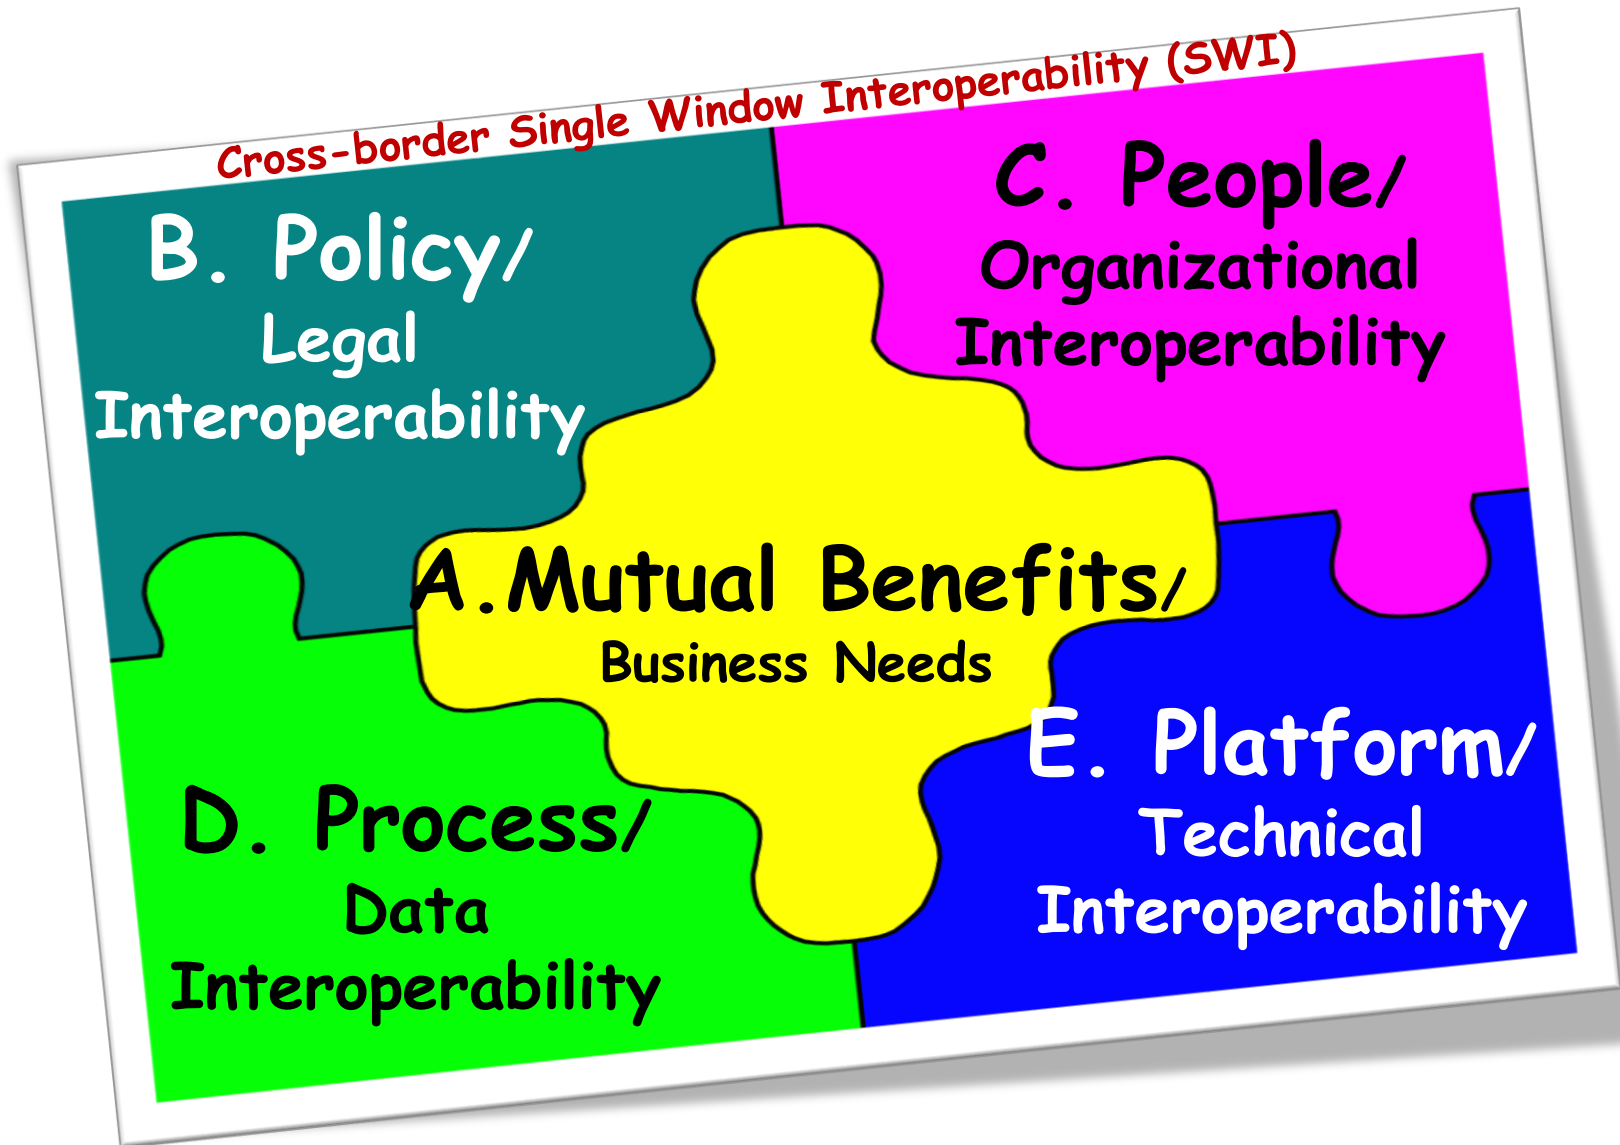 Cross-border Single Window Interoperability (SWI)
B. Policy/
Legal
Interoperability
C. People/
Organizational
Interoperability
A.Mutual Benefits/
Business Needs
D. Process/
Data
Interoperability
E. Platform/
Technical
Interoperability